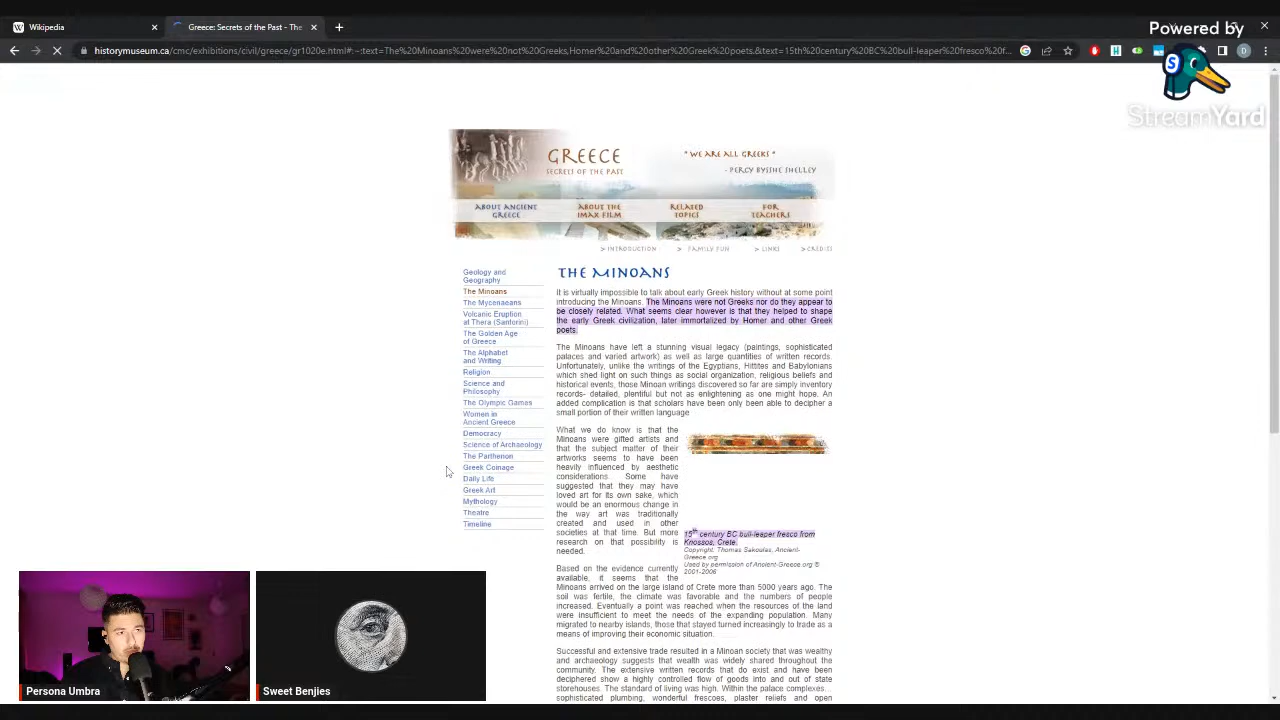 Wikipedia
Greece: Secrets of the Past - The
Powered by
historymuseum.ca/cmc/exhibitions/civil/greece/gr1020e.html#:~:text=The%20Minoans%20were%20not%20Greeks,Homer%20and%20other%20Greek%20poets.&text=15th%20century%20BC%20bull-leaper%20fresco%20f...
StreamYard
GREECE
SECRETS OF THE PAST
"WE ARE ALL GREEKS"
- PERCY BYSSHE SHELLEY
ABOUT ANCIENT
GREECE
ABOUT THE
IMAX FILM
RELATED
TOPICS
FOR
TEACHERS
> INTRODUCTION
> FAMILY FUN
> LINKS
> CREDITS
Geology and
Geography
The Minoans
The Mycenaeans
Volcanic Eruption
at Thera (Santorini)
The Golden Age
of Greece
The Alphabet
and Writing
Religion
Science and
Philosophy
The Olympic Games
Women in
Ancient Greece
Democracy
Science of Archaeology
The Parthenon
Greek Coinage
Daily Life
Greek Art
Mythology
Theatre
Timeline
THE MINOANS
It is virtually impossible to talk about early Greek history without at some point
introducing the Minoans. The Minoans were not Greeks nor do they appear to
be closely related. What seems clear however is that they helped to shape
the early Greek civilization, later immortalized by Homer and other Greek
poets.
The Minoans have left a stunning visual legacy (paintings, sophisticated
palaces and varied artwork) as well as large quantities of written records.
Unfortunately, unlike the writings of the Egyptians, Hittites and Babylonians
which shed light on such things as social organization, religious beliefs and
historical events, those Minoan writings discovered so far are simply inventory
records- detailed, plentiful but not as enlightening as one might hope. An
added complication is that scholars have been only been able to decipher a
small portion of their written language
What we do know is that the
Minoans were gifted artists and
that the subject matter of their
artworks seems to have been
heavily influenced by aesthetic
considerations. Some have
suggested that they may have
loved art for its own sake, which
would be an enormous change in
the way art was traditionally
created and used in other
societies at that time. But more
research on that possibility is
needed.
15th century BC bull-leaper fresco from
Knossos, Crete.
Copyright: Thomas Sakoulas, Ancient-
Greece.org
Used by permission of Ancient-Greece.org ©
2001-2006
Based on the evidence currently
available, it seems that the
Minoans arrived on the large island of Crete more than 5000 years ago. The
soil was fertile, the climate was favorable and the numbers of people
increased. Eventually a point was reached when the resources of the land
were insufficient to meet the needs of the expanding population. Many
migrated to nearby islands, those that stayed turned increasingly to trade as a
means of improving their economic situation.
Successful and extensive trade resulted in a Minoan society that was wealthy
and archaeology suggests that wealth was widely shared throughout the
community. The extensive written records that do exist and have been
deciphered show a highly controlled flow of goods into and out of state
storehouses. The standard of living was high. Within the palace complexes...
sophisticated plumbing, wonderful frescoes, plaster reliefs and open
Persona Umbra
Sweet Benjies